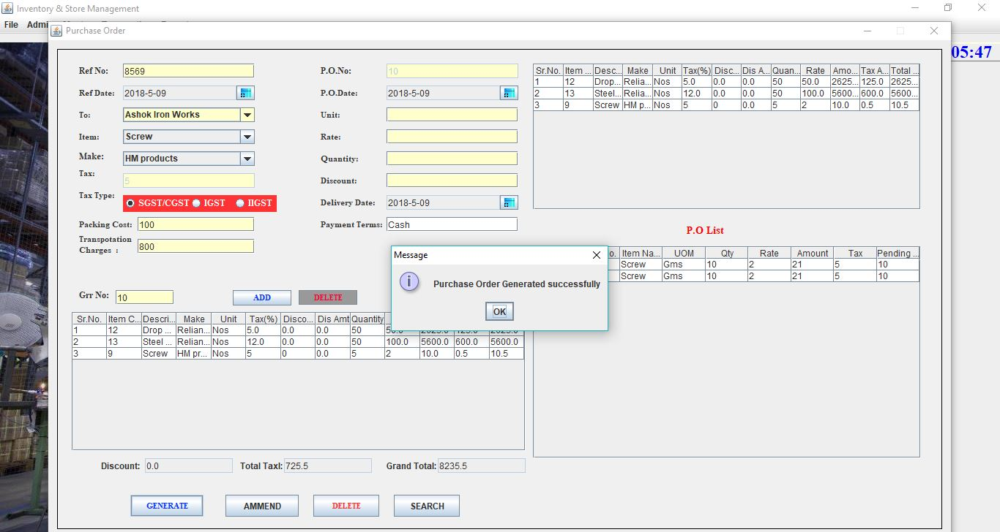 Inventory & Store Management
File Admi
05:47
Purchase Order
Ref No: 8569 P.O.No: 10
Ref Date: 2018-5-09 P.O.Date: 2018-5-09
To: Ashok Iron Works Unit:
Item: Screw Rate:
Make: HM products Quantity:
Tax: 5 Discount:
Tax Type: SGST/CGST IGST IIGST Delivery Date: 2018-5-09
Packing Cost: 100 Payment Terms: Cash
Transpotation
Charges : 800
Sr.No. Item ... Desc... Make Unit Tax(%) Disc... Dis A... Quan... Rate Amo... Tax A... Total ...
1 12 Drop... Relia... Nos 5.0 0.0 0.0 50 50.0 2625... 125.0 2625...
2 13 Steel... Relia... Nos 12.0 0.0 0.0 50 100.0 5600... 600.0 5600...
3 9 Screw HM p... Nos 5 0 0.0 5 2 10.0 0.5 10.5
P.O List
o. Item Na... UOM Qty Rate Amount Tax Pending ...
Screw Gms 10 2 21 5 10
Screw Gms 10 2 21 5 10
Message
Purchase Order Generated successfully
OK
Grr No: 10 ADD DELETE
Sr.No. Item C... Descri... Make Unit Tax(%) Disco... Dis Amt Quantity
1 12 Drop ... Relian... Nos 5.0 0.0 0.0 50 50.0 2625.0 125.0 2625.0
2 13 Steel ... Relian... Nos 12.0 0.0 0.0 50 100.0 5600.0 600.0 5600.0
3 9 Screw HM pr... Nos 5 0 0.0 5 2 10.0 0.5 10.5
Discount: 0.0 Total Taxl: 725.5 Grand Total: 8235.5
GENERATE AMMEND DELETE SEARCH